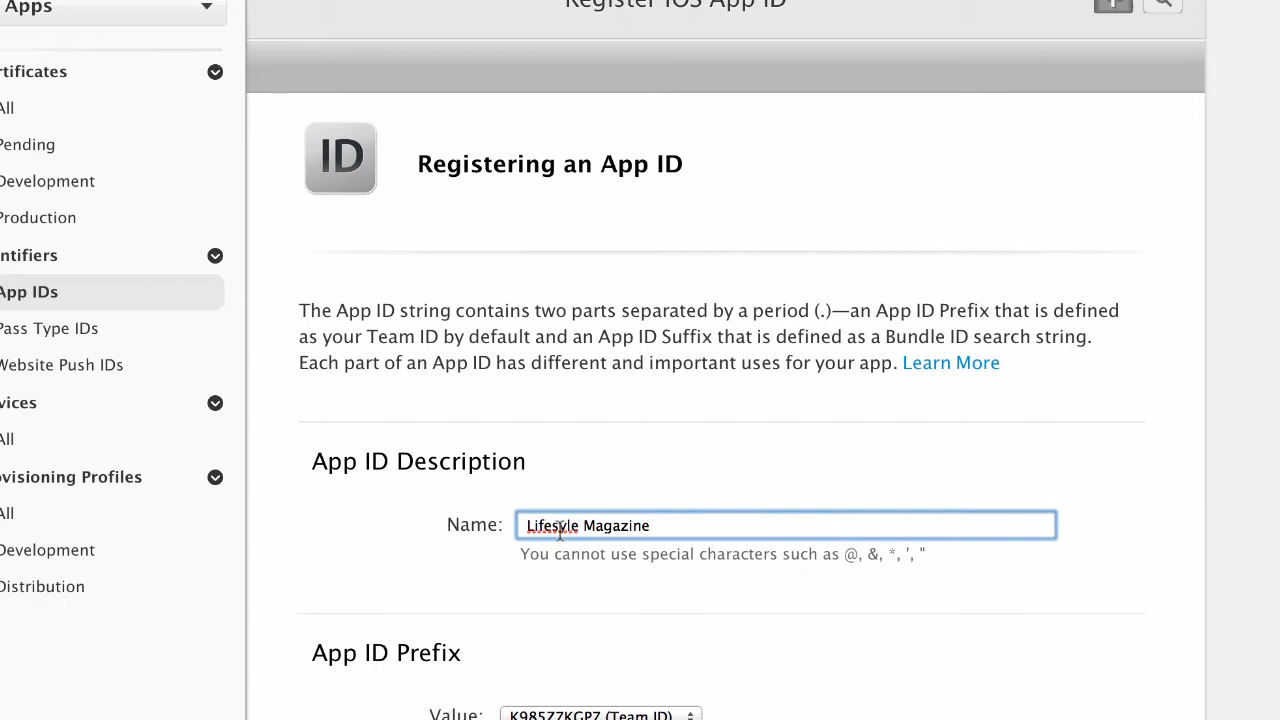 Apps
Register iOS App ID
rtificates
All
Pending
Development
Production
ntifiers
App IDs
Pass Type IDs
Website Push IDs
vices
All
ovisioning Profiles
All
Development
Distribution
ID
Registering an App ID
The App ID string contains two parts separated by a period (.)—an App ID Prefix that is defined
as your Team ID by default and an App ID Suffix that is defined as a Bundle ID search string.
Each part of an App ID has different and important uses for your app. Learn More
App ID Description
Name: Lifesyle Magazine
You cannot use special characters such as @, &, *, ', "
App ID Prefix
Value: (Team ID)